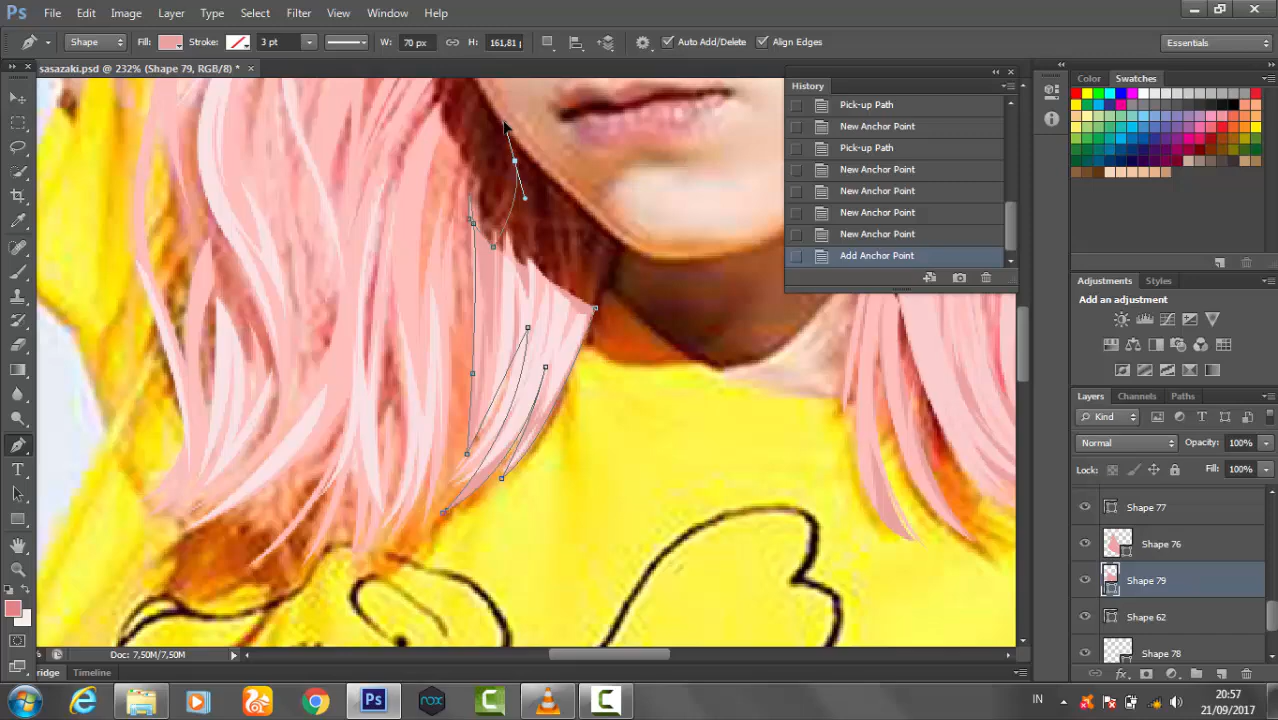 Ps File Edit Image Layer Type Select Filter View Window Help
Shape Fill: Stroke: 3 pt W: 70 px H: 161,81 p Auto Add/Delete Align Edges Essentials
sasazaki.psd @ 232% (Shape 79, RGB/8) * ×
History
Pick-up Path
New Anchor Point
Pick-up Path
New Anchor Point
New Anchor Point
New Anchor Point
New Anchor Point
Add Anchor Point
Color Swatches
Adjustments Styles
Add an adjustment
Layers Channels Paths
Kind
Normal Opacity: 100%
Lock: Fill: 100%
Shape 77
Shape 76
Shape 79
Shape 62
Shape 78
Doc: 7,50M/7,50M
ridge Timeline
Ps nox C C IN 20:57
21/09/2017